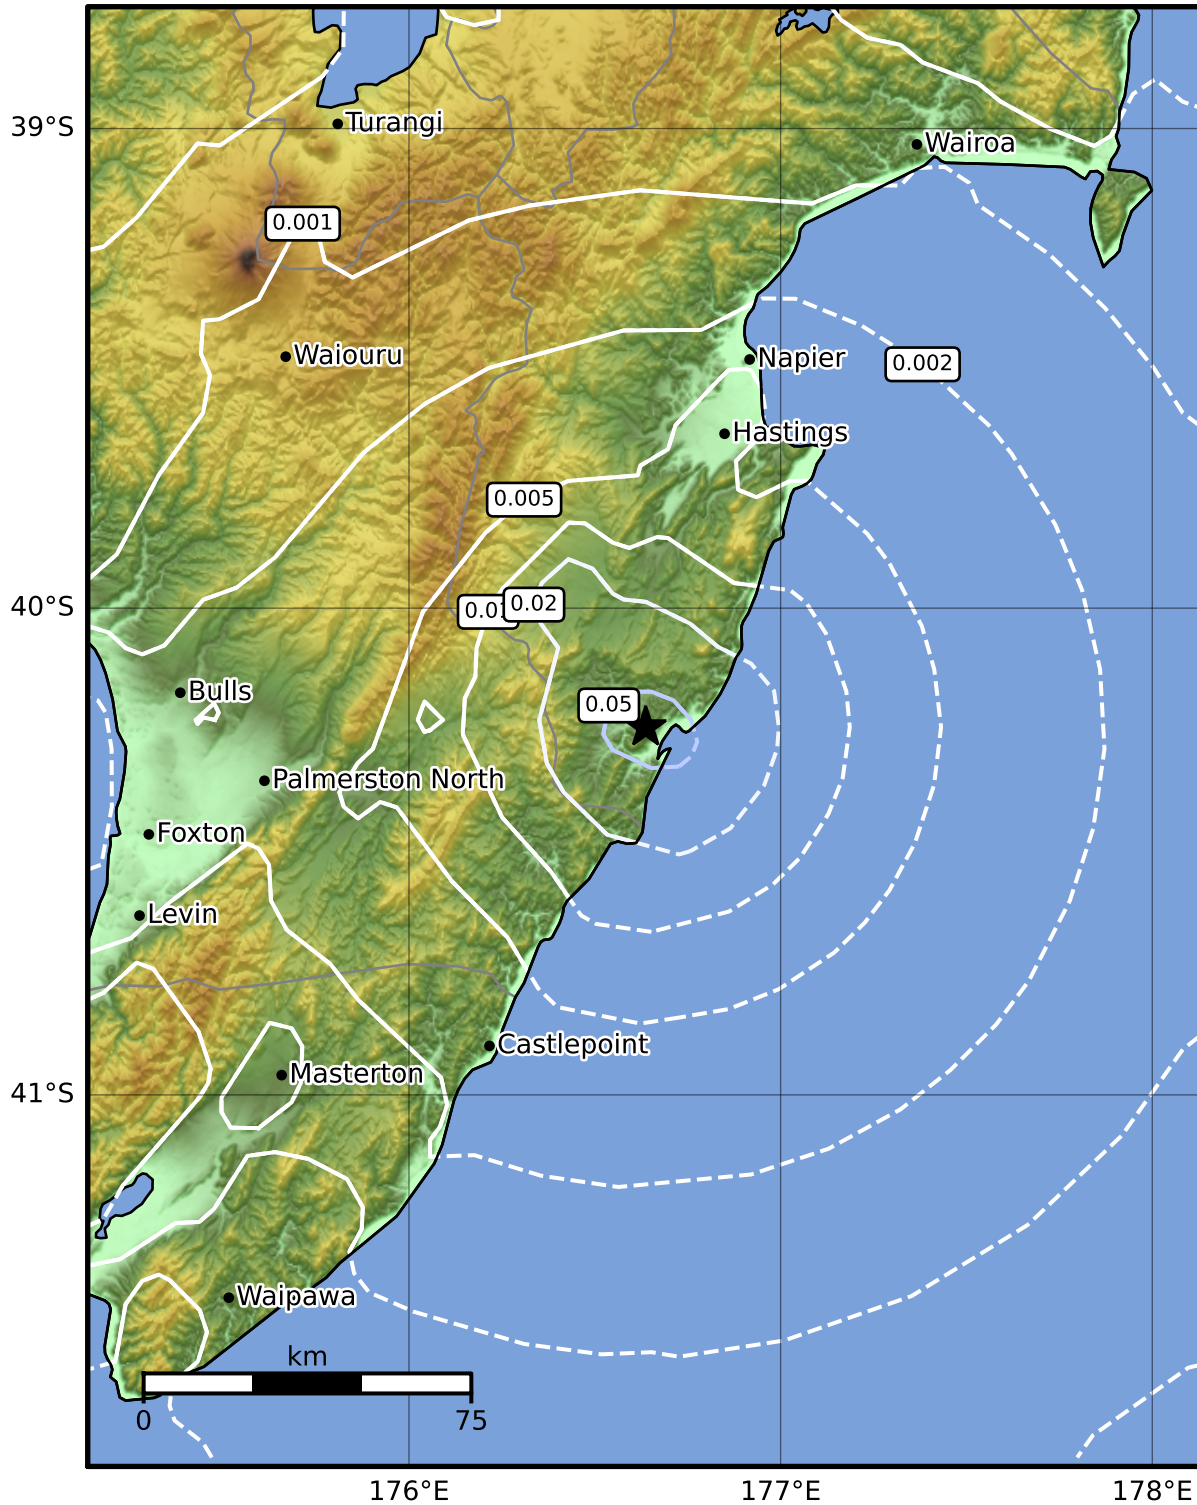 39°S
Turangi
Wairoa
0.001
Waiouru
Napier
0.002
Hastings
0.005
40°S
0.02
Bulls
0.05
Palmerston North
Foxton
Levin
Castlepoint
Masterton
41°S
Waipawa
km
0 75
176°E 177°E 178°E